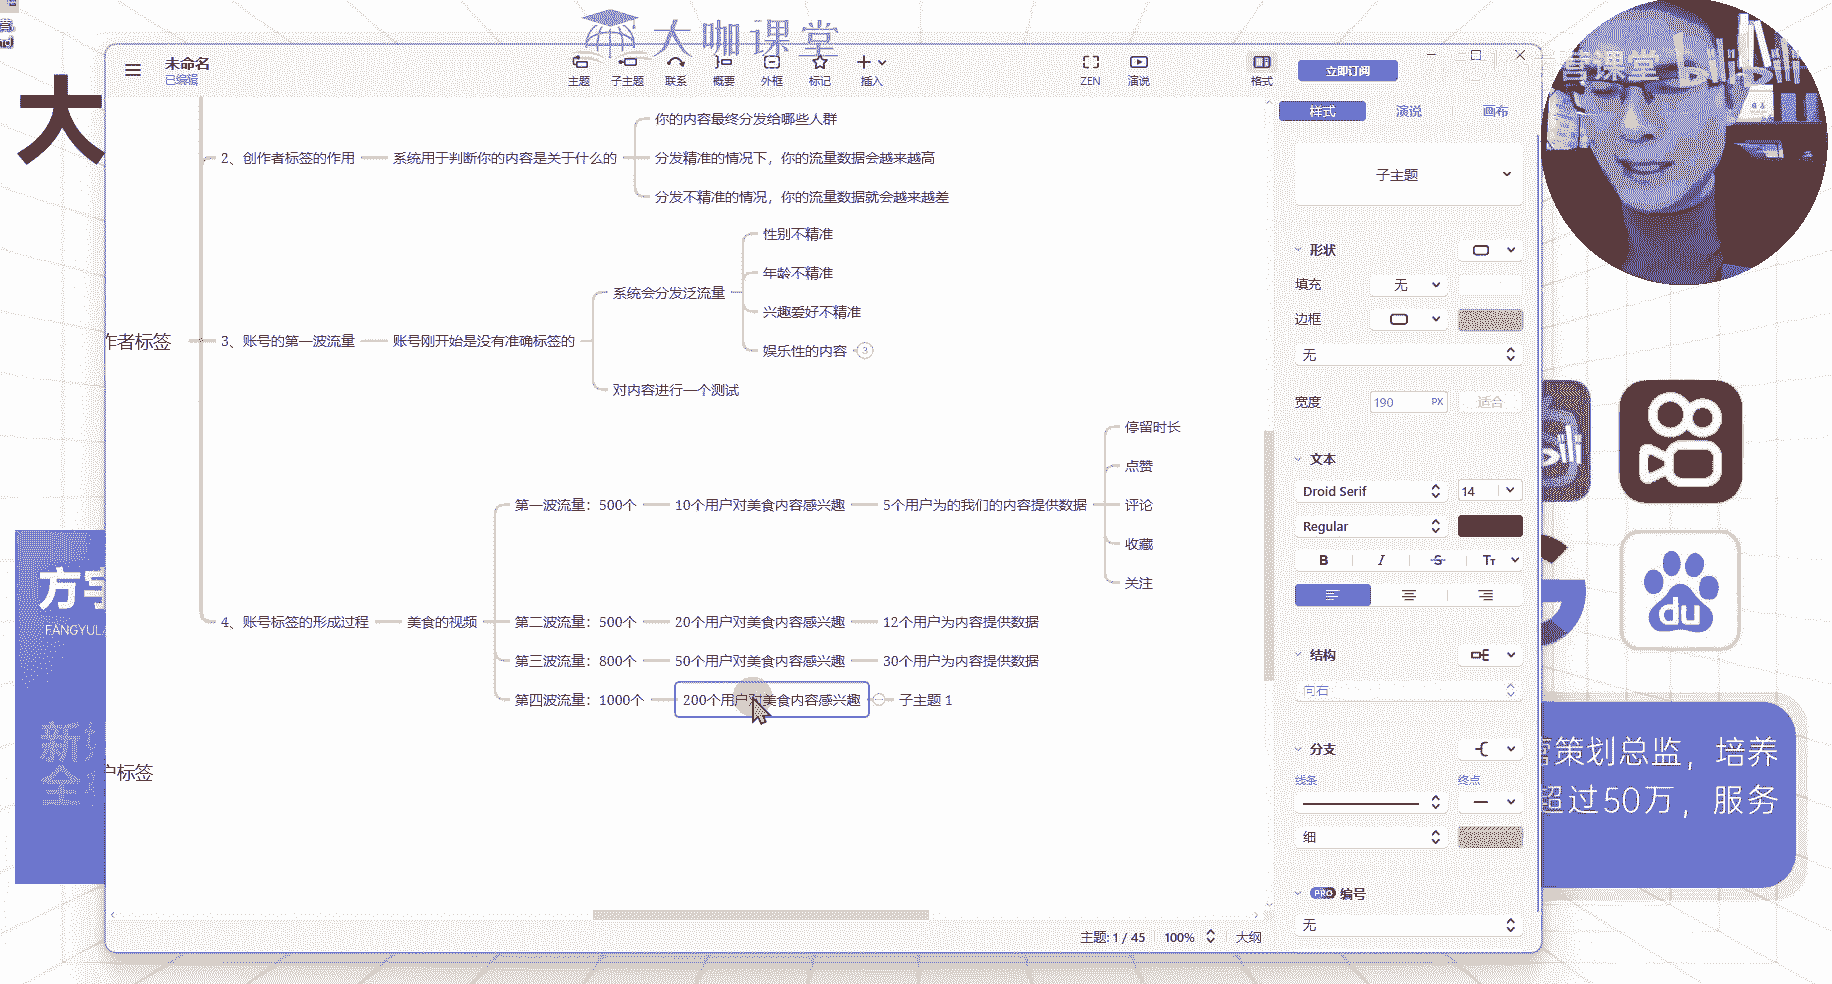 大咖课堂
未命名
已编辑
主题
子主题
联系
概要
外框
标记
插入
ZEN
演说
格式
立即订阅
营课堂 bilibili
大
样式
演说
画布
子主题
形状
填充
无
边框
无
宽度
190
PX
适合
文本
Droid Serif
14
Regular
B
I
S
Tт
结构
向右
分支
线条
终点
细
PRO 编号
无
你的内容最终分发给哪些人群
2、创作者标签的作用
系统用于判断你的内容是关于什么的
分发精准的情况下，你的流量数据会越来越高
分发不精准的情况，你的流量数据就会越来越差
性别不精准
年龄不精准
系统会分发泛流量
兴趣爱好不精准
作者标签
3、账号的第一波流量
账号刚开始是没有准确标签的
娱乐性的内容
3
对内容进行一个测试
停留时长
点赞
第一波流量：500个
10个用户对美食内容感兴趣
5个用户为的我们的内容提供数据
评论
收藏
关注
4、账号标签的形成过程
美食的视频
第二波流量：500个
20个用户对美食内容感兴趣
12个用户为内容提供数据
第三波流量：800个
50个用户对美食内容感兴趣
30个用户为内容提供数据
第四波流量：1000个
200个用户对美食内容感兴趣
子主题 1
户标签
方宇
FANGYUL
新
全
du
营策划总监，培养
超过50万，服务
主题: 1 / 45
100%
大纲